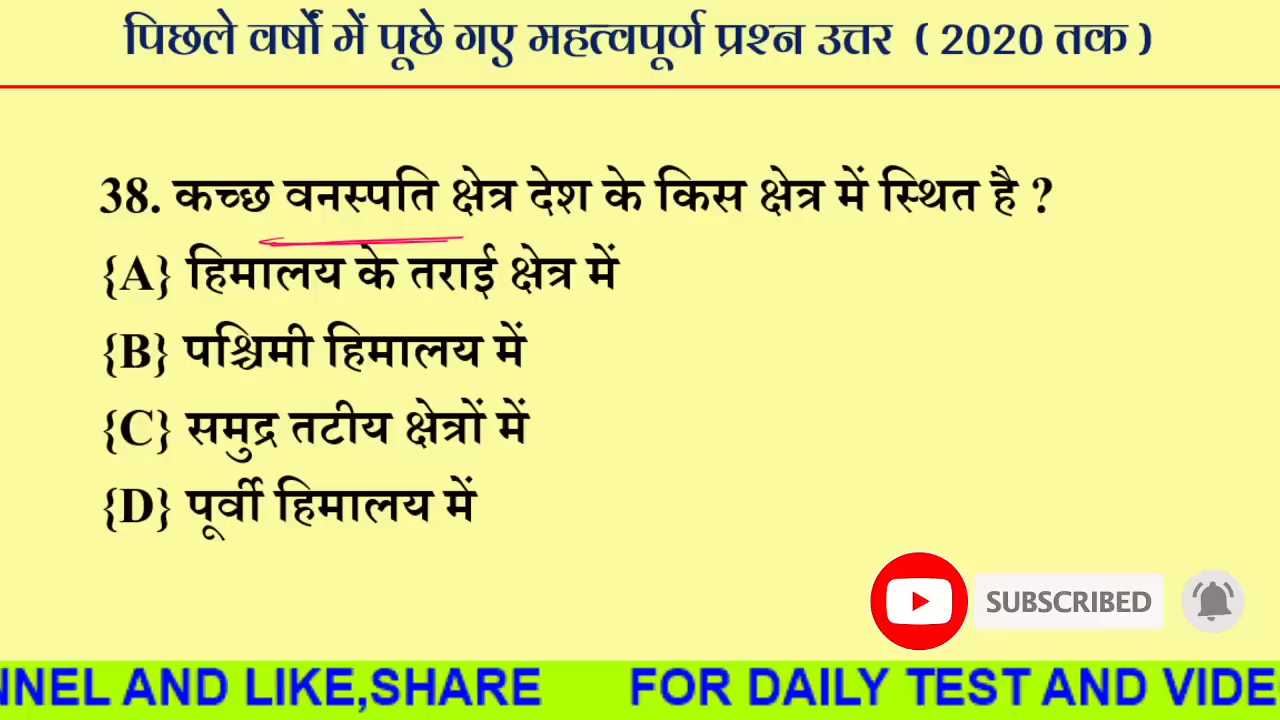 पिछले वर्षों में पूछे गए महत्वपूर्ण प्रश्न उत्तर ( 2020 तक )
38. कच्छ वनस्पति क्षेत्र देश के किस क्षेत्र में स्थित है ?
{A} हिमालय के तराई क्षेत्र में
{B} पश्चिमी हिमालय में
{C} समुद्र तटीय क्षेत्रों में
{D} पूर्वी हिमालय में
SUBSCRIBED
NNEL AND LIKE,SHARE FOR DAILY TEST AND VIDE